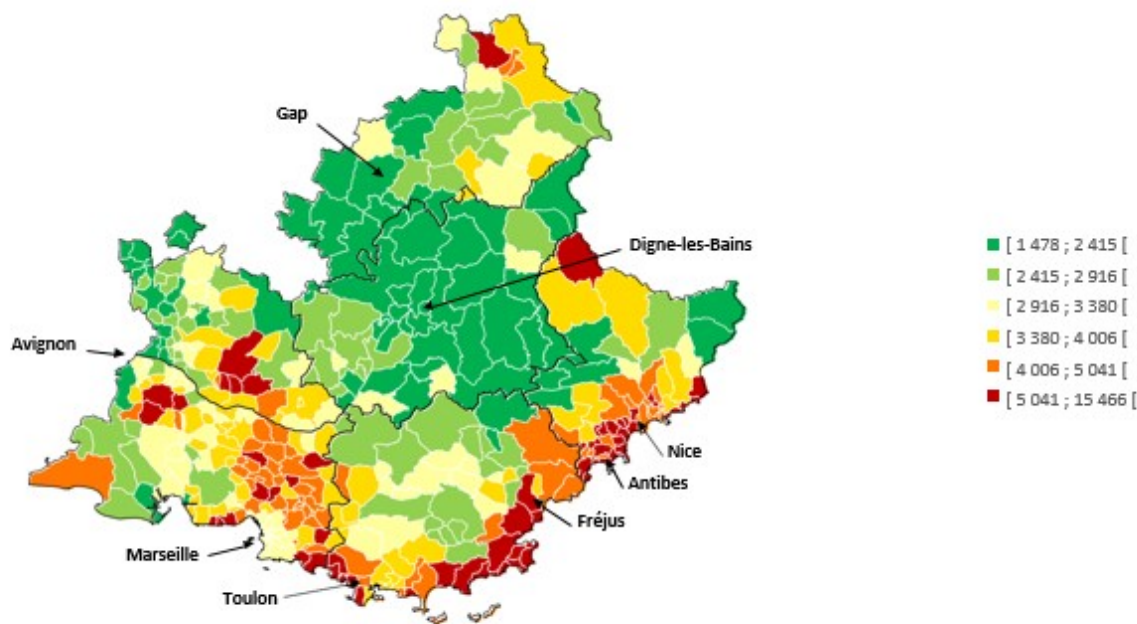 Gap
Digne-les-Bains
Avignon
Nice
Antibes
Fréjus
Marseille
Toulon
[ 1 478 ; 2 415 [
[ 2 415 ; 2 916 [
[ 2 916 ; 3 380 [
[ 3 380 ; 4 006 [
[ 4 006 ; 5 041 [
[ 5 041 ; 15 466 [